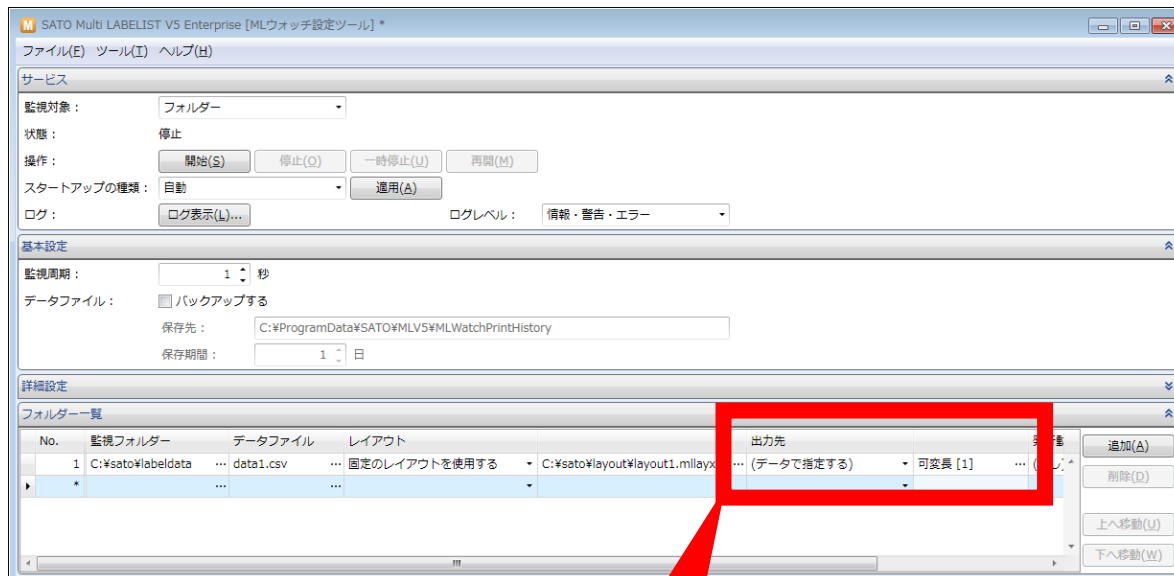 SATO Multi LABELIST V5 Enterprise [MLウォッチ設定ツール] *
ファイル(F) ツール(T) ヘルプ(H)
サービス
監視対象： フォルダー
状態： 停止
操作： 開始(S) 停止(O) 一時停止(U) 再開(M)
スタートアップの種類： 自動 適用(A)
ログ： ログ表示(L)... ログレベル： 情報・警告・エラー
基本設定
監視周期： 1 秒
データファイル： バックアップする
保存先： C:¥ProgramData¥SATO¥MLV5¥MLWatchPrintHistory
保存期間： 1 日
詳細設定
フォルダー一覧
No. 監視フォルダー データファイル レイアウト 出力先
追加(A)
1 C:¥sato¥labeldata ... data1.csv ... 固定のレイアウトを使用する C:¥sato¥layout¥layout1.mllayx ... (データで指定する) 可変長 [1] ...
削除(D)
* ... ...
上へ移動(U)
下へ移動(W)